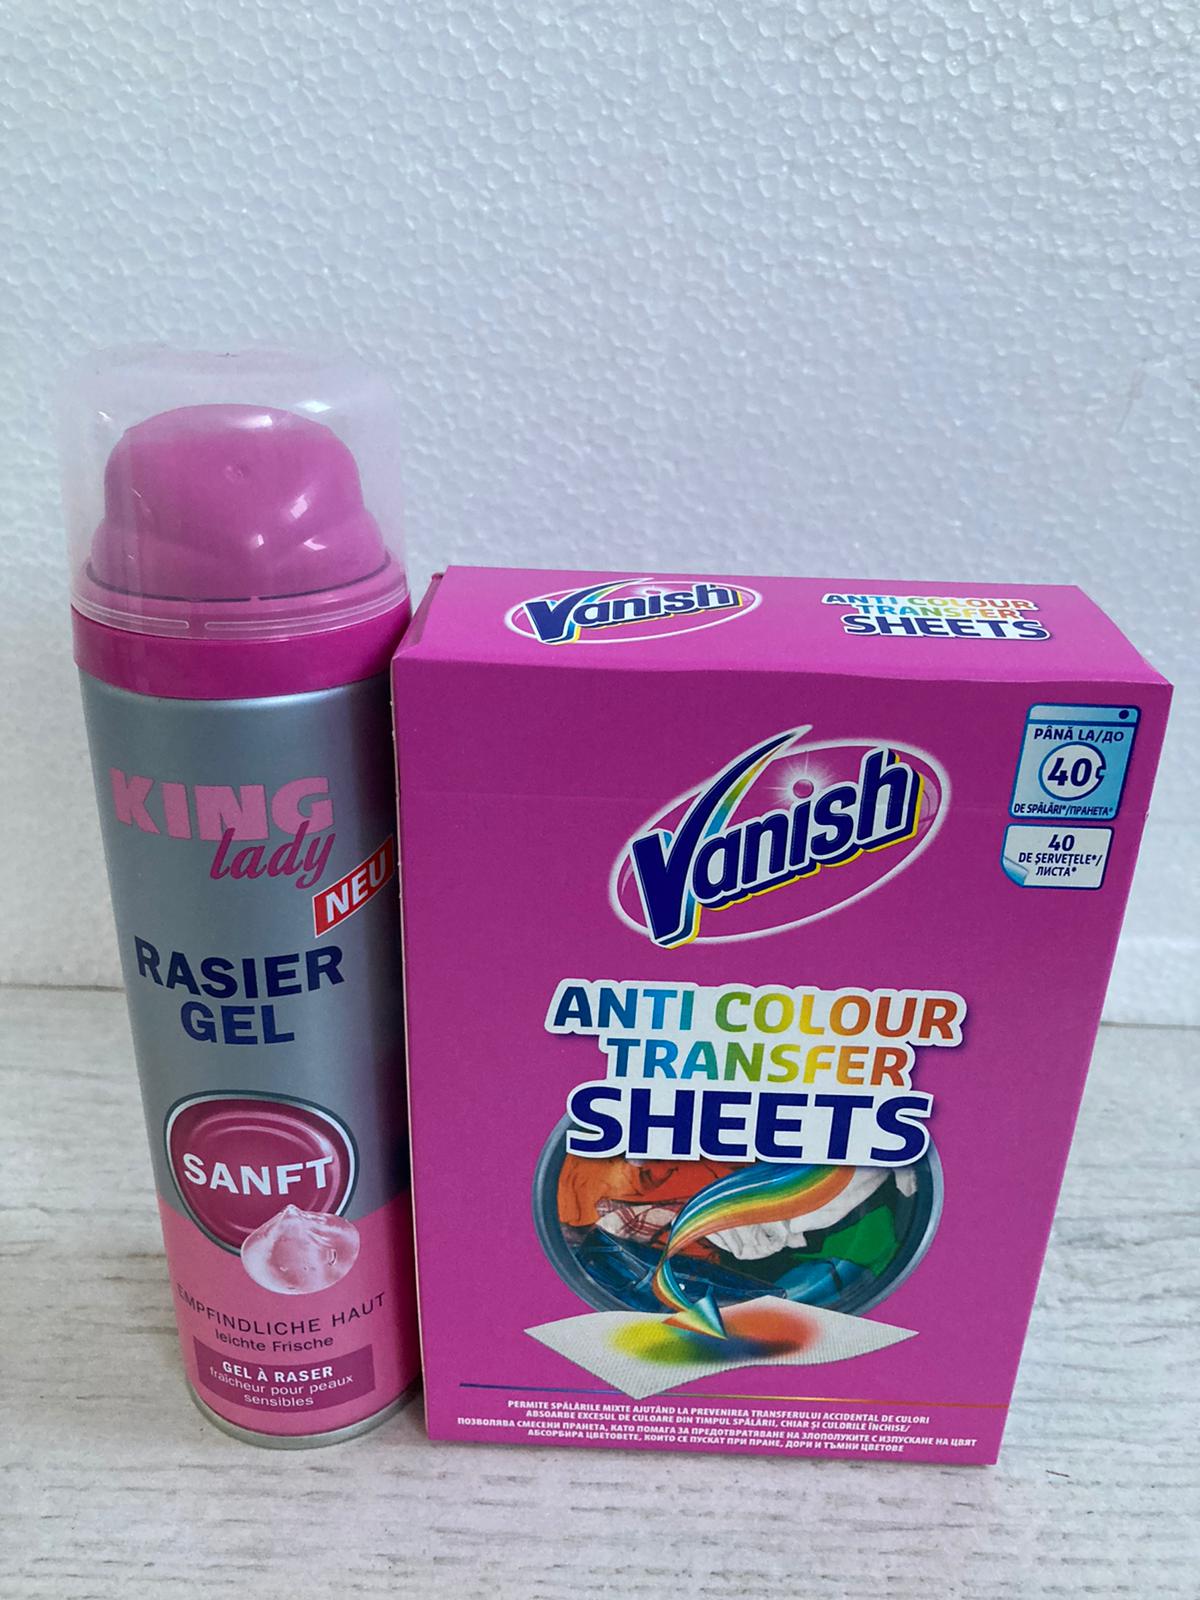 KING
lady
NEU
RASIER
GEL
SANFT
EMPFINDLICHE HAUT
leichte Frische
GEL À RASER
fraîcheur pour peaux
sensibles
Vanish
ANTI COLOUR
TRANSFER
SHEETS
Vanish
PÂNĂ LA/ДО
40
DE SPĂLĂRI*/ПРАНЕТА*
40
DE ȘERVEȚELE*/
ЛИСТА*
ANTI COLOUR
TRANSFER
SHEETS
PERMITE SPĂLĂRILE MIXTE AJUTÂND LA PREVENIREA TRANSFERULUI ACCIDENTAL DE CULORI
ABSOARBE EXCESUL DE CULOARE DIN TIMPUL SPĂLĂRII, CHIAR ȘI CULORILE ÎNCHISE/
ПОЗВОЛЯВА СМЕСЕНИ ПРАНЕТА, КАТО ПОМАГА ЗА ПРЕДОТВРАТЯВАНЕ НА ЗЛОПОЛУКИТЕ С ИЗПУСКАНЕ НА ЦВЯТ
АБСОРБИРА ЦВЕТОВЕТЕ, КОИТО СЕ ПУСКАТ ПРИ ПРАНЕ, ДОРИ И ТЪМНИ ЦВЕТОВЕ